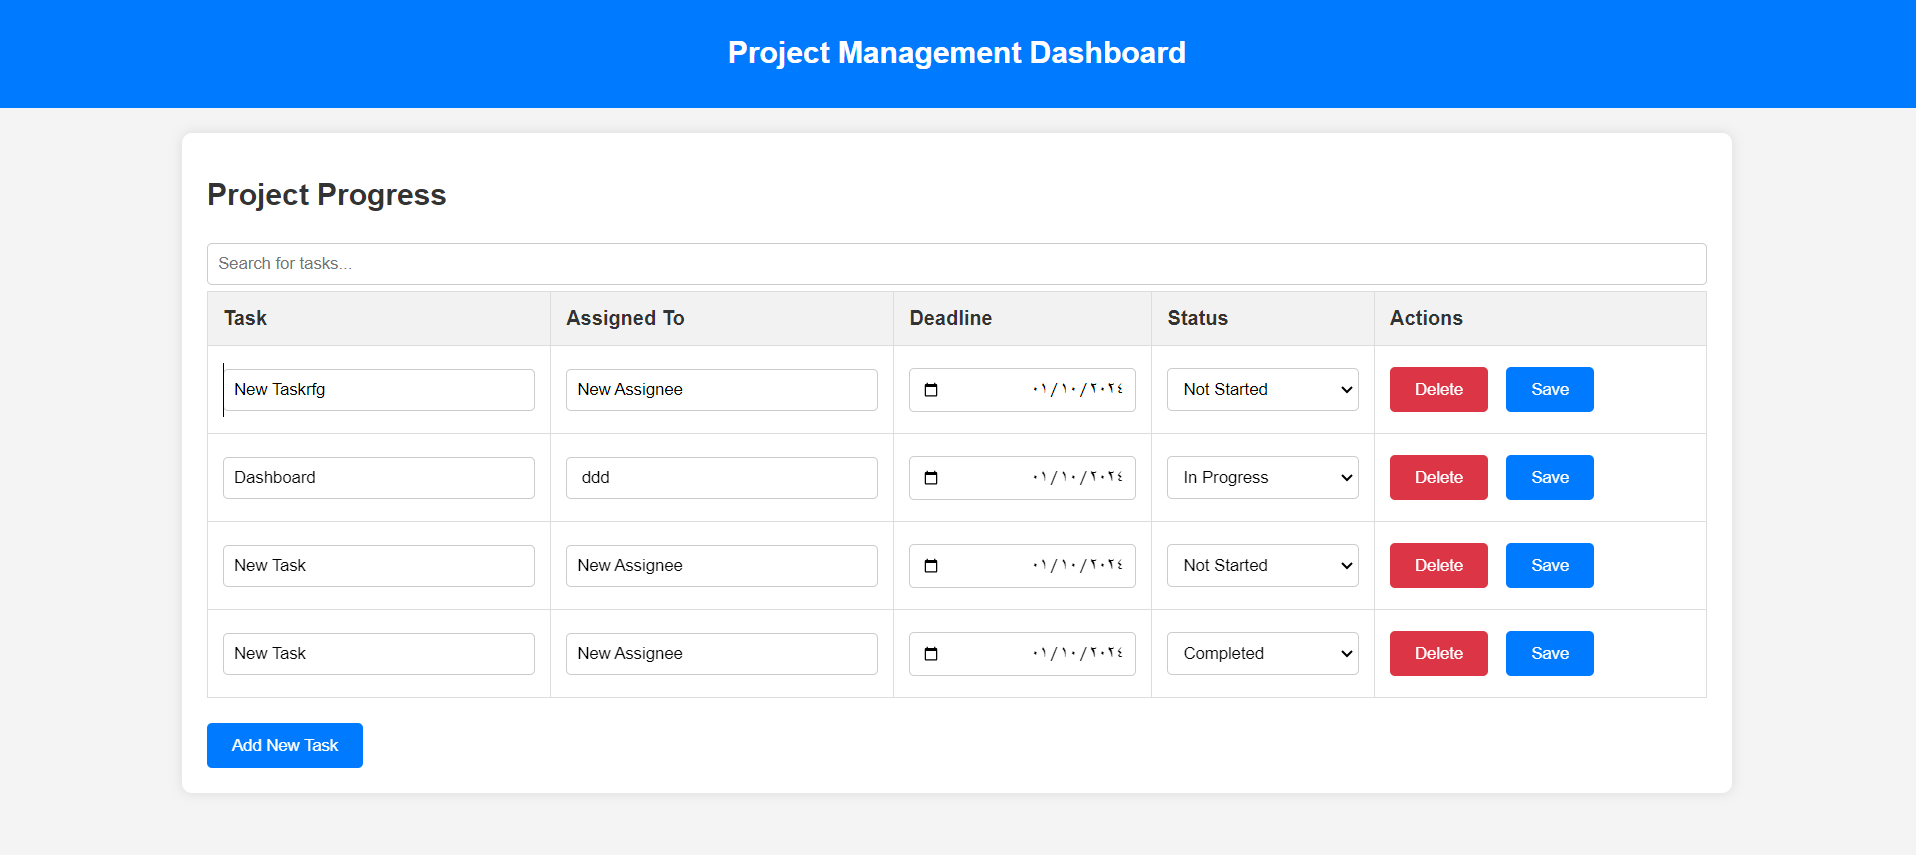 Project Management Dashboard
Project Progress
Search for tasks...
Task Assigned To Deadline Status Actions
New Taskrfg New Assignee ٠١/١٠/٢٠٢٤ Not Started Delete Save
Dashboard ddd ٠١/١٠/٢٠٢٤ In Progress Delete Save
New Task New Assignee ٠١/١٠/٢٠٢٤ Not Started Delete Save
New Task New Assignee ٠١/١٠/٢٠٢٤ Completed Delete Save
Add New Task